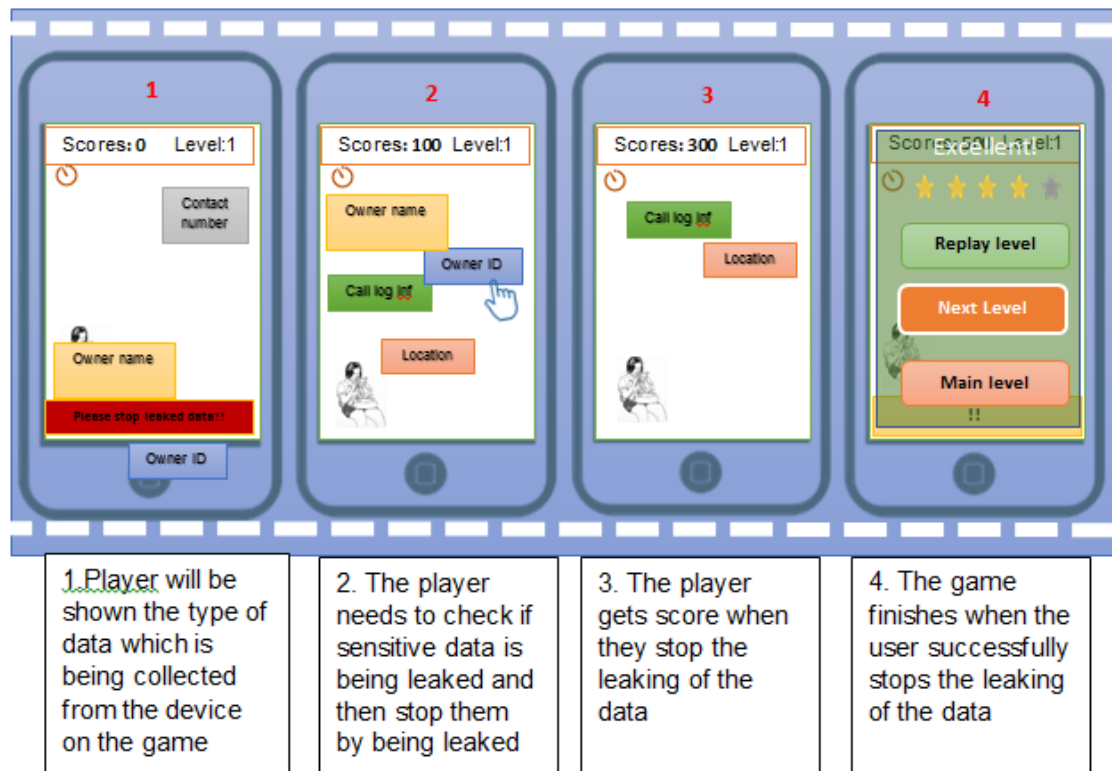 1
Scores: 0 Level:1
Contact
number
Owner name
Please stop leaked data!!
Owner ID
2
Scores: 100 Level:1
Owner name
Owner ID
Call log inf
Location
3
Scores: 300 Level:1
Call log inf
Location
4
Scores: Level:1
Excellent!
Replay level
Next Level
Main level
!!
1.Player will be
shown the type of
data which is
being collected
from the device
on the game
2. The player
needs to check if
sensitive data is
being leaked and
then stop them
by being leaked
3. The player
gets score when
they stop the
leaking of the
data
4. The game
finishes when the
user successfully
stops the leaking
of the data